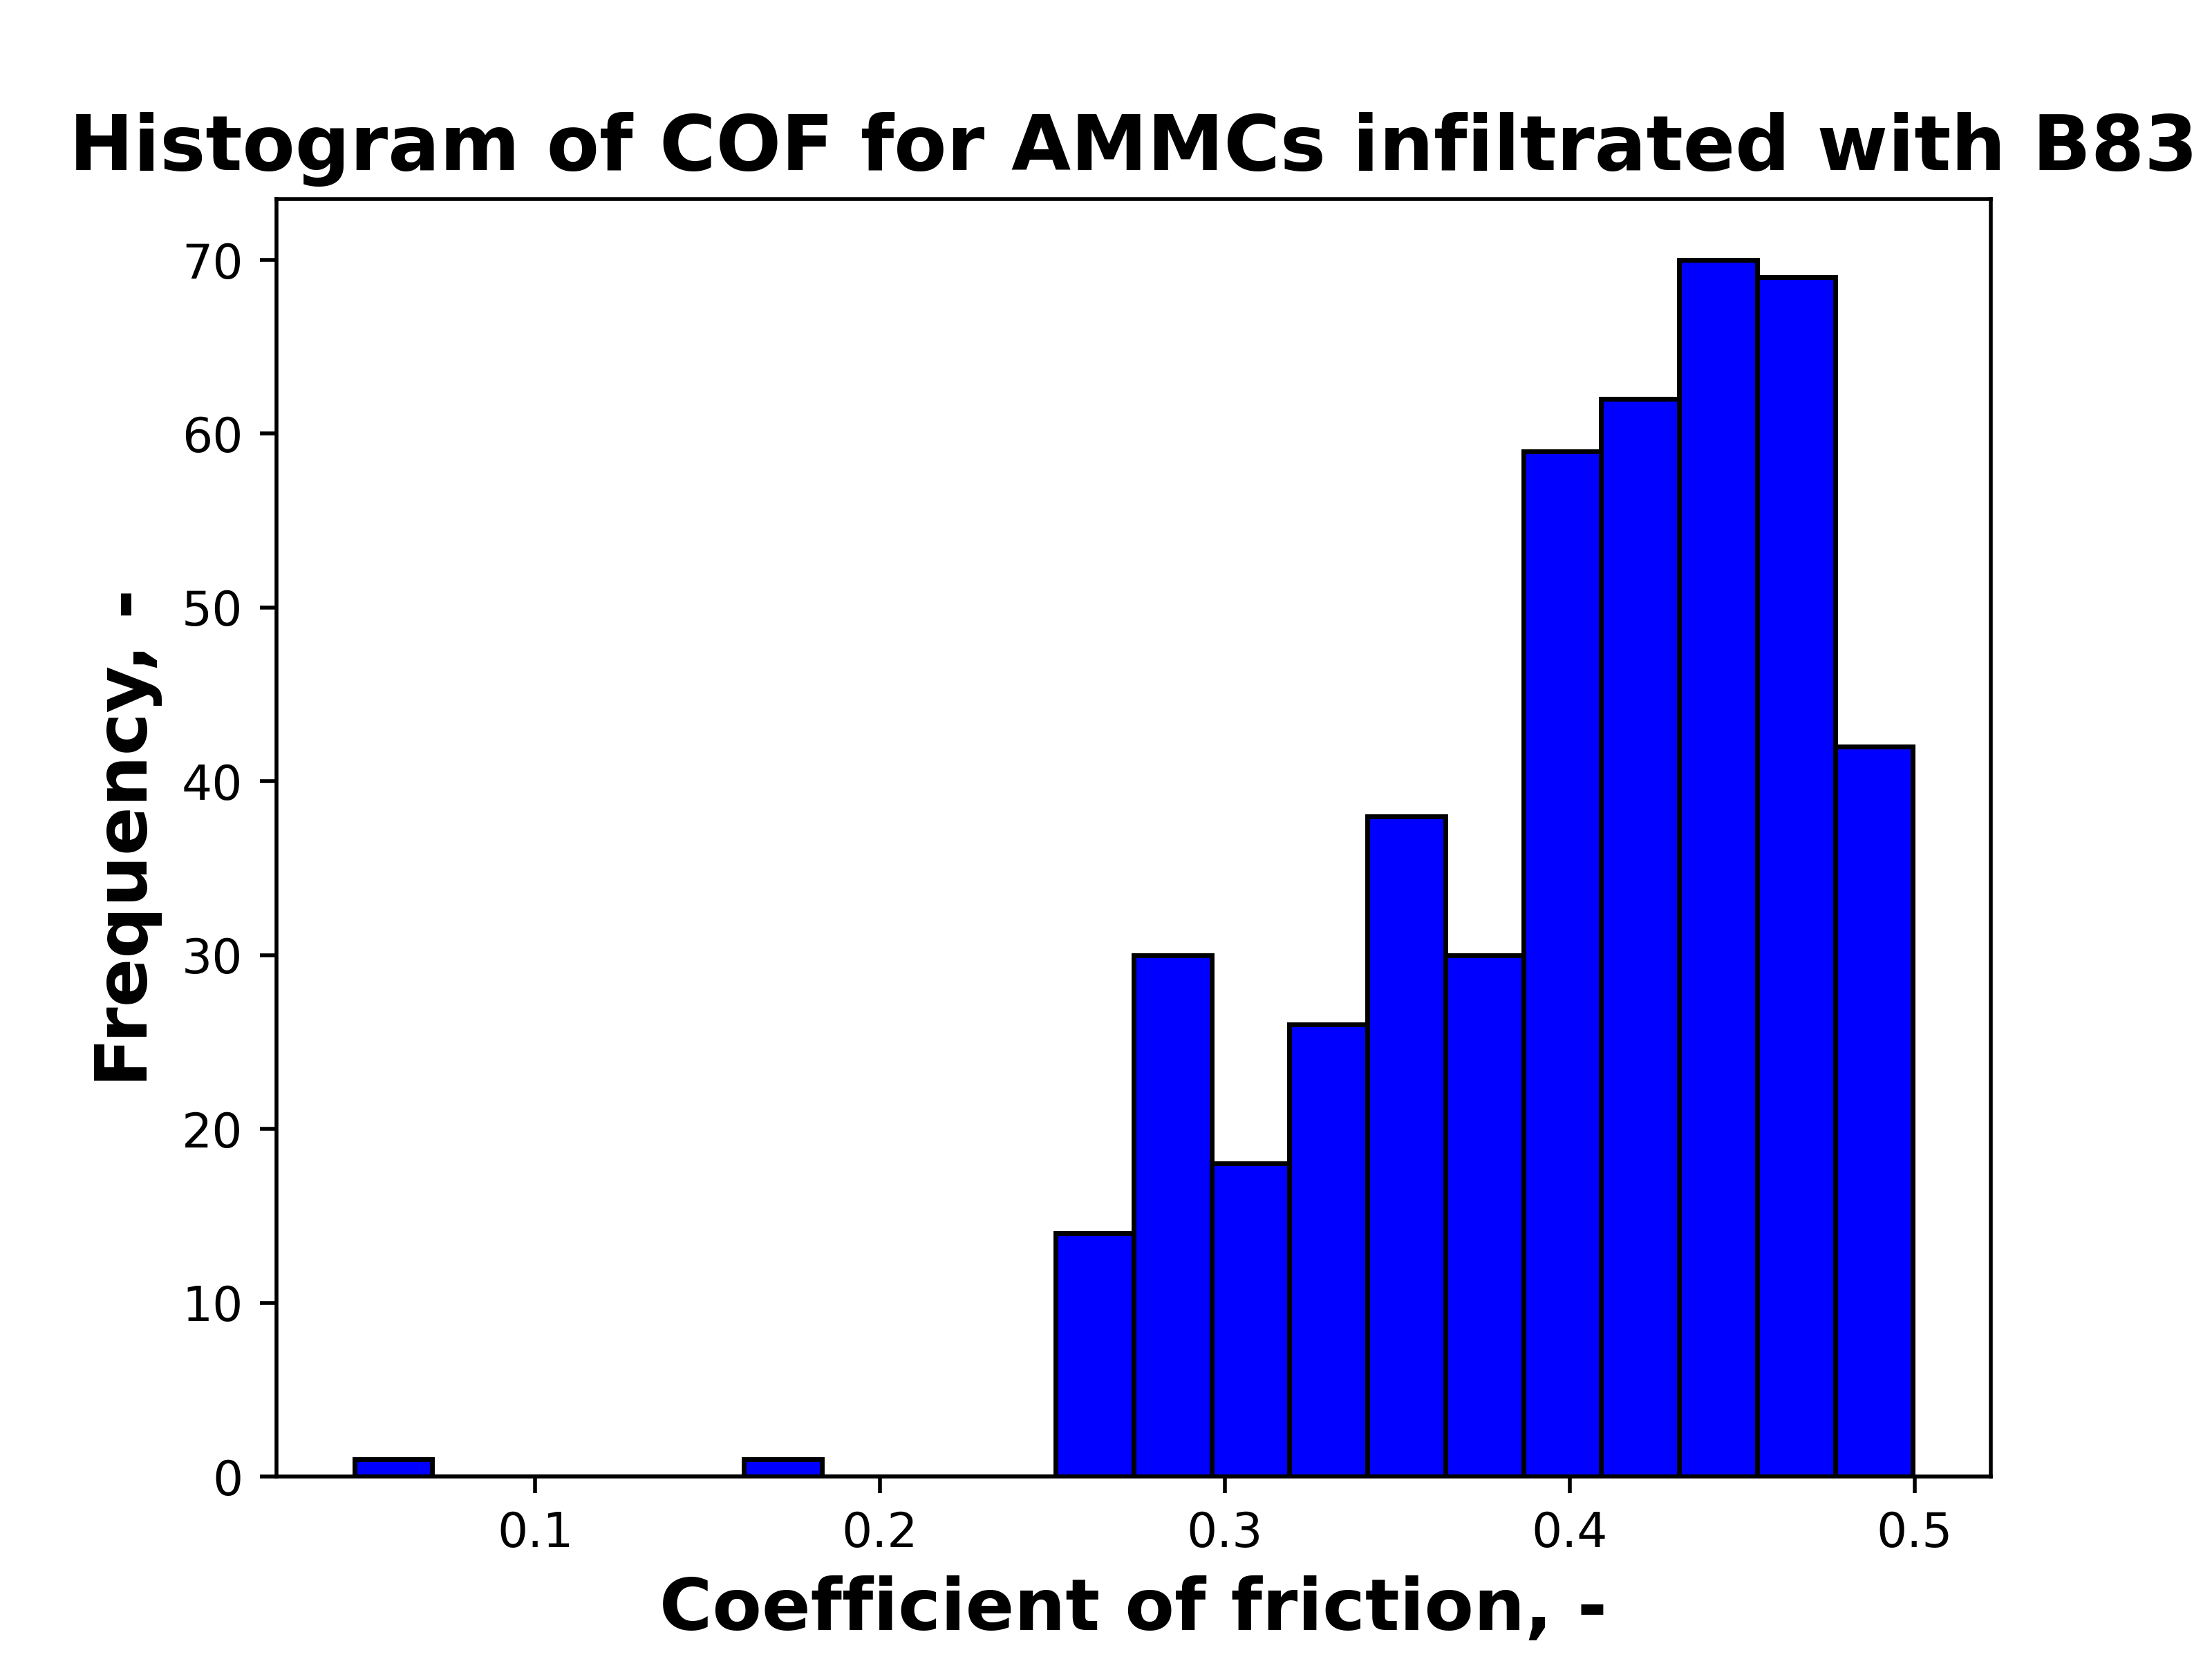 Histogram of COF for AMMCs infiltrated with B83
70
60
50
40
30
20
10
0
Frequency, -
0.1 0.2 0.3 0.4 0.5
Coefficient of friction, -